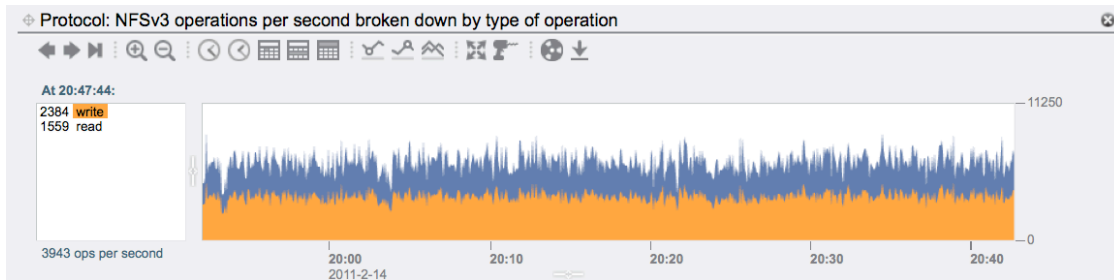 Protocol: NFSv3 operations per second broken down by type of operation
At 20:47:44:
2384 write
1559 read
3943 ops per second
11250
0
20:00 20:10 20:20 20:30 20:40
2011-2-14